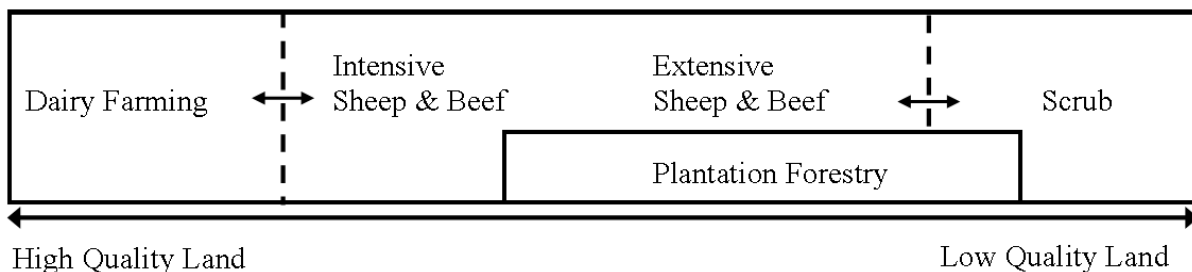 Dairy Farming
Intensive
Sheep & Beef
Extensive
Sheep & Beef
Scrub
Plantation Forestry
High Quality Land
Low Quality Land